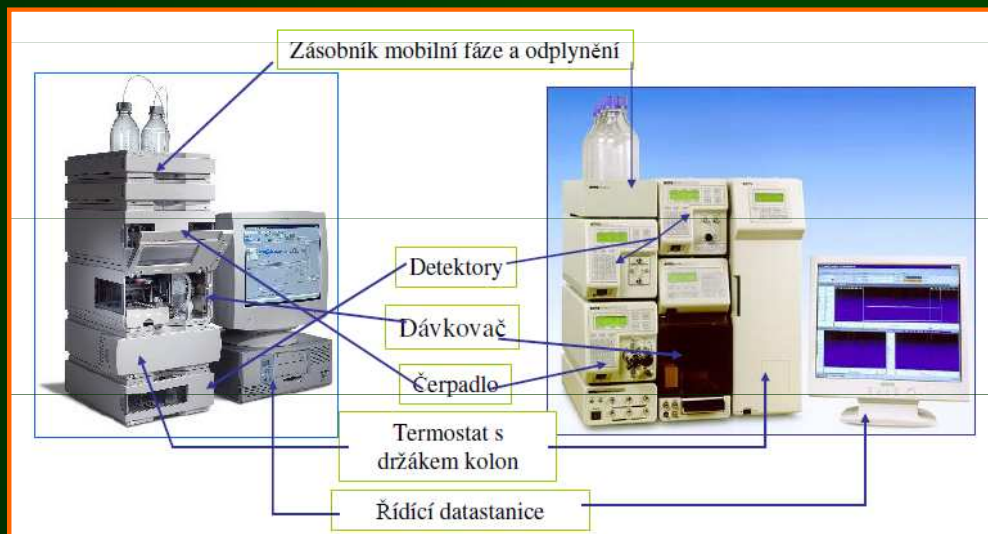 Zásobník mobilní fáze a odplynění
Detektory
Dávkovač
Čerpadlo
Termostat s
držákem kolon
Řídící datastanice